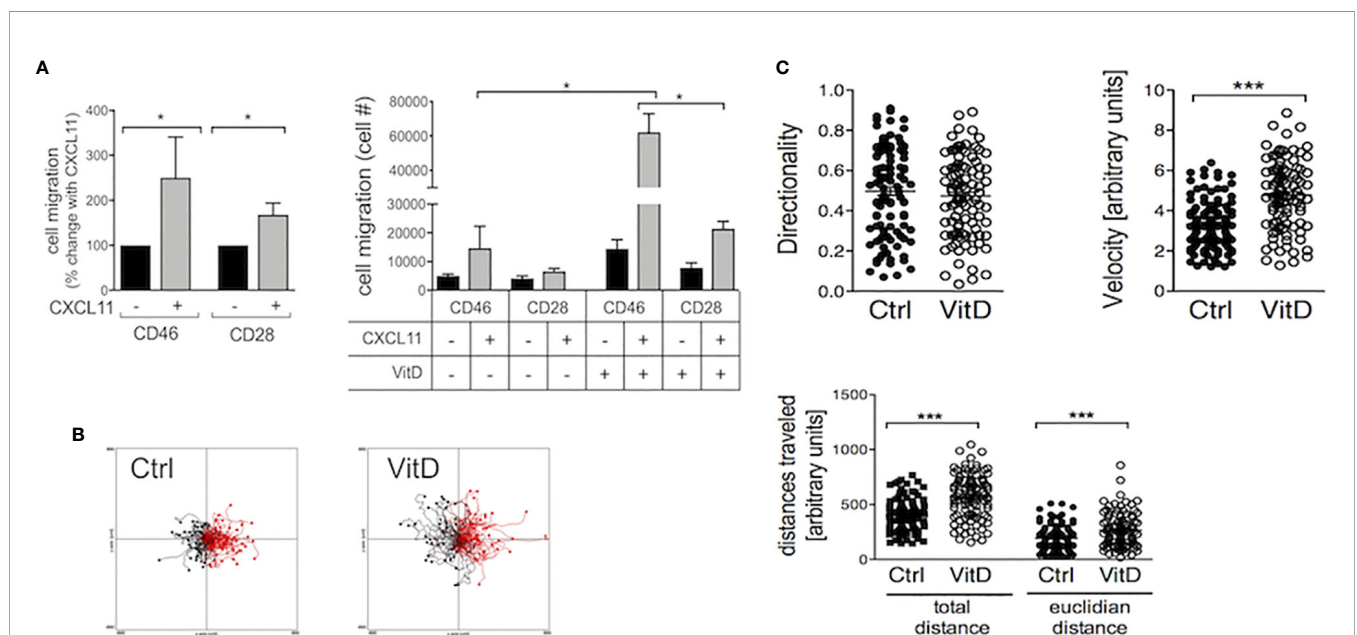 A
cell migration
(% change with CXCL11)
400
300
200
100
0
*
*
CXCL11
- + - +
CD46 CD28
cell migration (cell #)
80000
60000
40000
30000
20000
10000
0
*
*
CD46 CD28 CD46 CD28
CXCL11 - + - + - + - +
VitD - - - - + + + +
B
Ctrl
VitD
C
Directionality
1.0
0.8
0.6
0.4
0.2
0.0
Ctrl VitD
Velocity [arbitrary units]
10
8
6
4
2
0
***
Ctrl VitD
distances traveled
[arbitrary units]
1500
1000
500
0
***
***
Ctrl VitD Ctrl VitD
total euclidian
distance distance